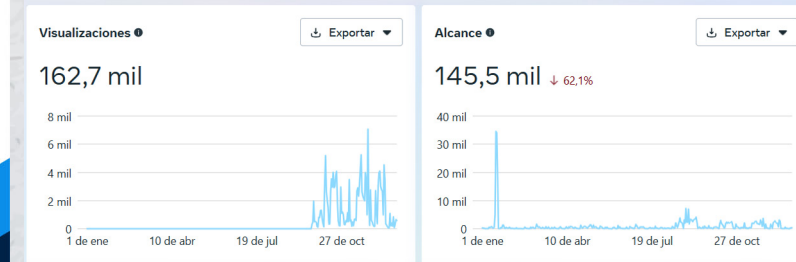 Visualizaciones
Exportar
162,7 mil
8 mil
6 mil
4 mil
2 mil
0
1 de ene
10 de abr
19 de jul
27 de oct
Alcance
Exportar
145,5 mil ↓ 62,1%
40 mil
30 mil
20 mil
10 mil
0
1 de ene
10 de abr
19 de jul
27 de oct